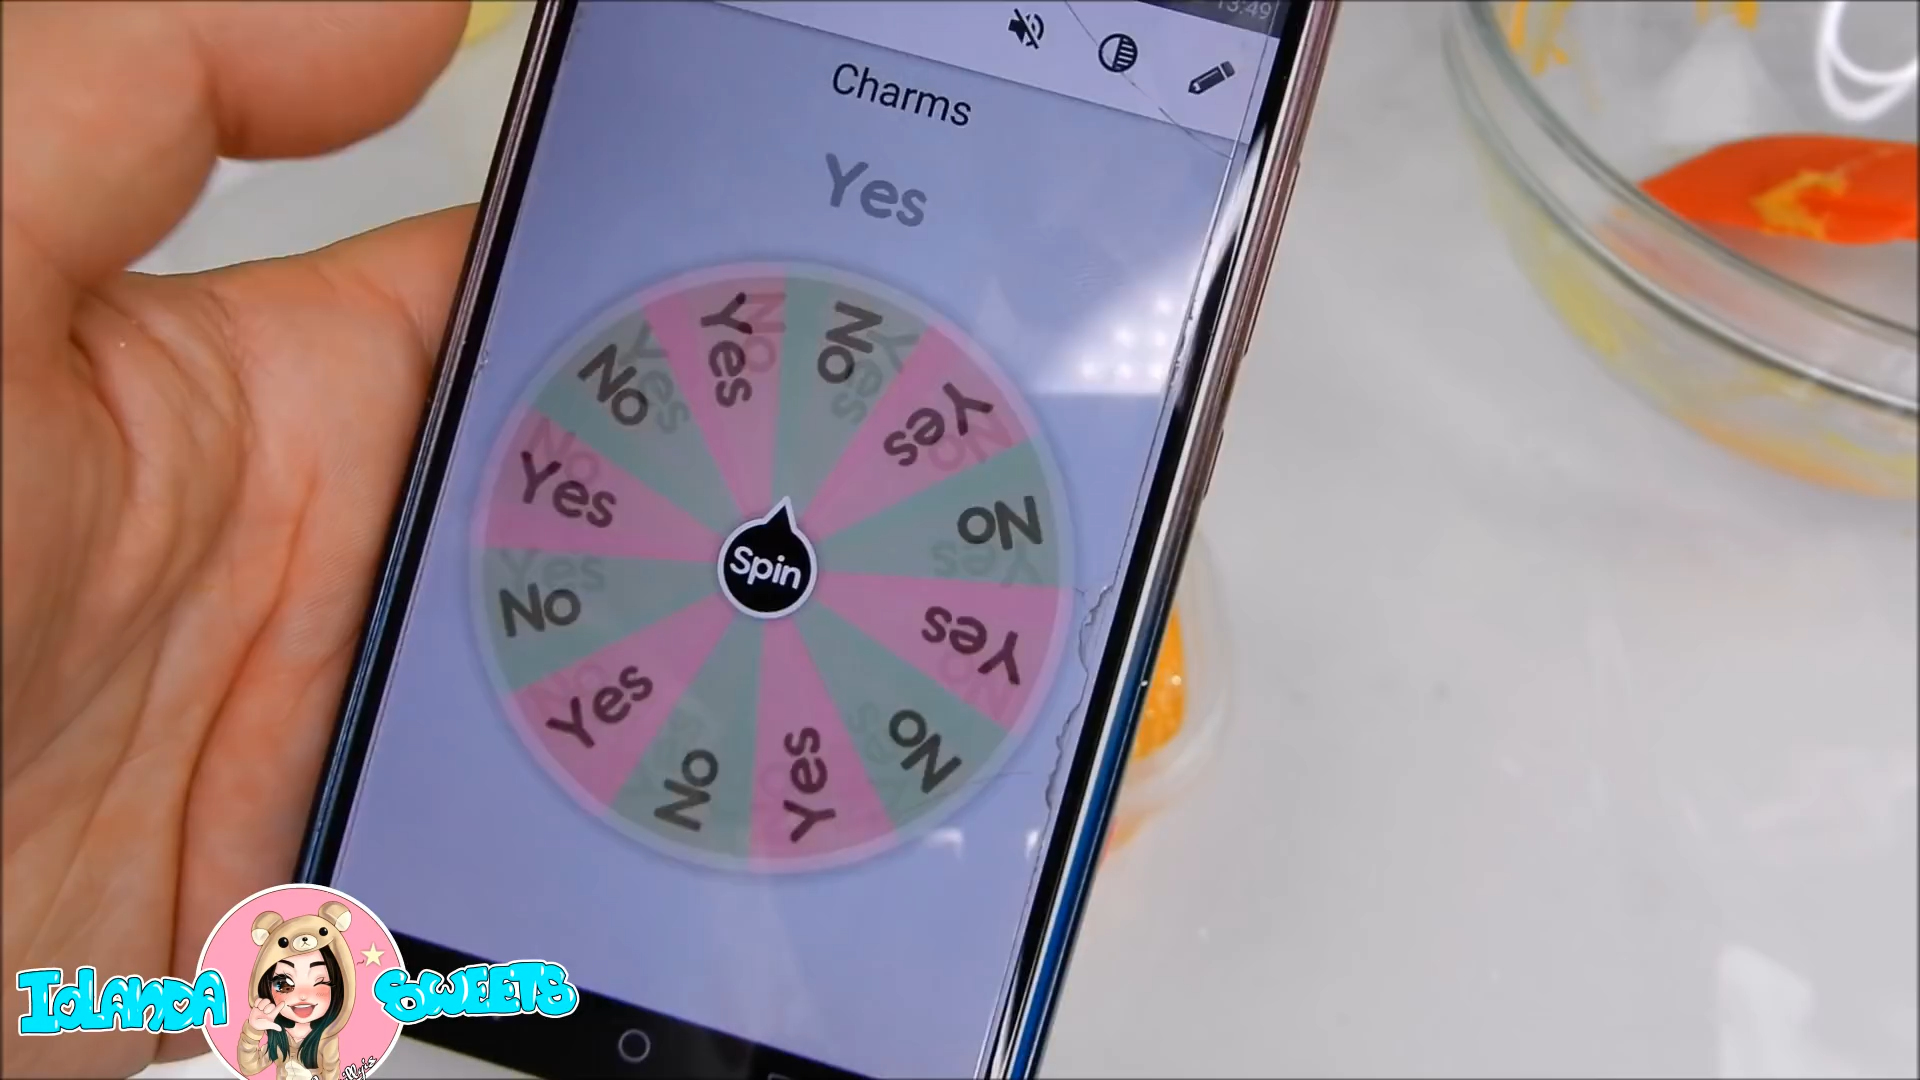 13:49
Charms
Yes
Yes
No
Yes
No
Yes
No
Yes
No
Yes
No
Yes
No
Spin
IOLANDA SWEETS